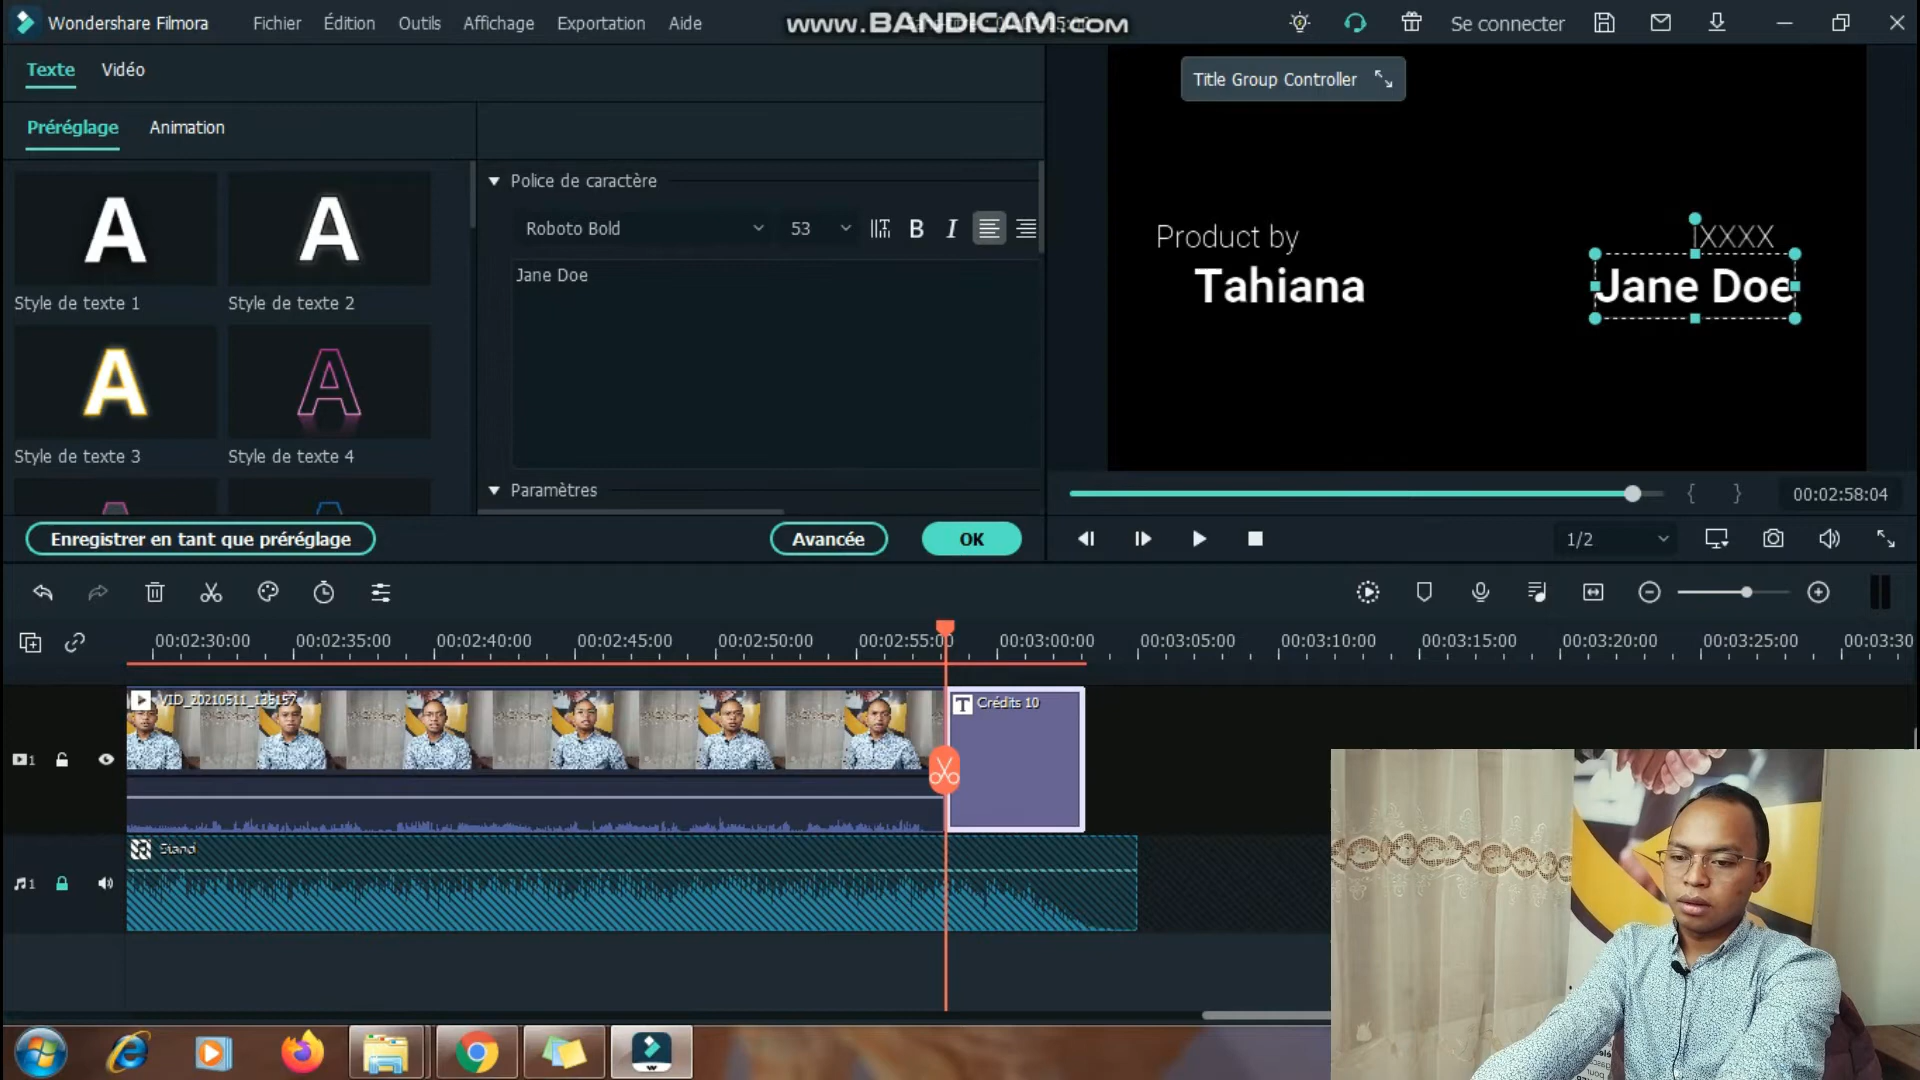 Wondershare Filmora
Fichier
Édition
Outils
Affichage
Exportation
Aide
www.BANDICAM.com
Se connecter
Texte
Vidéo
Title Group Controller
Préréglage
Animation
Police de caractère
Roboto Bold
53
B
I
Jane Doe
A
A
Style de texte 1
Style de texte 2
A
A
Style de texte 3
Style de texte 4
Paramètres
Product by
Tahiana
XXXX
Jane Doe
00:02:58:04
Enregistrer en tant que préréglage
Avancée
OK
1/2
00:02:30:00
00:02:35:00
00:02:40:00
00:02:45:00
00:02:50:00
00:02:55:00
00:03:00:00
00:03:05:00
00:03:10:00
00:03:15:00
00:03:20:00
00:03:25:00
00:03:30
VID_20210511_135157
T Crédits 10
1
Stand
1